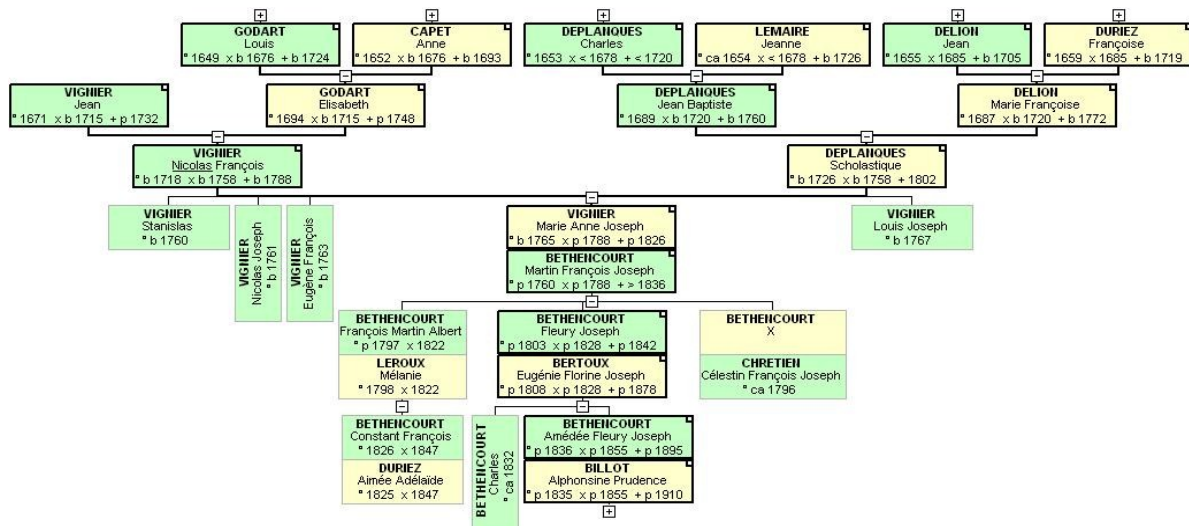 GODART
Louis
° 1649 x b 1676 + b 1724
CAPET
Anne
° 1652 x b 1676 + b 1693
DEPLANQUES
Charles
° 1653 x < 1678 + < 1720
LEMAIRE
Jeanne
° ca 1654 x < 1678 + b 1726
DELION
Jean
° 1655 x 1685 + b 1705
DURIEZ
Françoise
° 1659 x 1685 + b 1719
VIGNIER
Jean
° 1671 x b 1715 + p 1732
GODART
Elisabeth
° 1694 x b 1715 + p 1748
DEPLANQUES
Jean Baptiste
° 1689 x b 1720 + b 1760
DELION
Marie Françoise
° 1687 x b 1720 + b 1772
VIGNIER
Nicolas François
° b 1718 x b 1758 + b 1788
DEPLANQUES
Scholastique
° b 1726 x b 1758 + 1802
VIGNIER
Stanislas
° b 1760
VIGNIER
Nicolas Joseph
° b 1761
VIGNIER
Eugène François
° b 1763
VIGNIER
Marie Anne Joseph
° b 1765 x p 1788 + p 1826
VIGNIER
Louis Joseph
° b 1767
BETHENCOURT
Martin François Joseph
° p 1760 x p 1788 + > 1836
BETHENCOURT
François Martin Albert
° p 1797 x 1822
LEROUX
Mélanie
° 1798 x 1822
BETHENCOURT
Fleury Joseph
° p 1803 x p 1828 + p 1842
BERTOUX
Eugénie Florine Joseph
° p 1808 x p 1828 + p 1878
BETHENCOURT
X
CHRETIEN
Célestin François Joseph
° ca 1796
BETHENCOURT
Constant François
° 1826 x 1847
DURIEZ
Aimée Adélaïde
° 1825 x 1847
BETHENCOURT
Charles
° ca 1832
BETHENCOURT
Amédée Fleury Joseph
° p 1836 x p 1855 + p 1895
BILLOT
Alphonsine Prudence
° p 1835 x p 1855 + p 1910